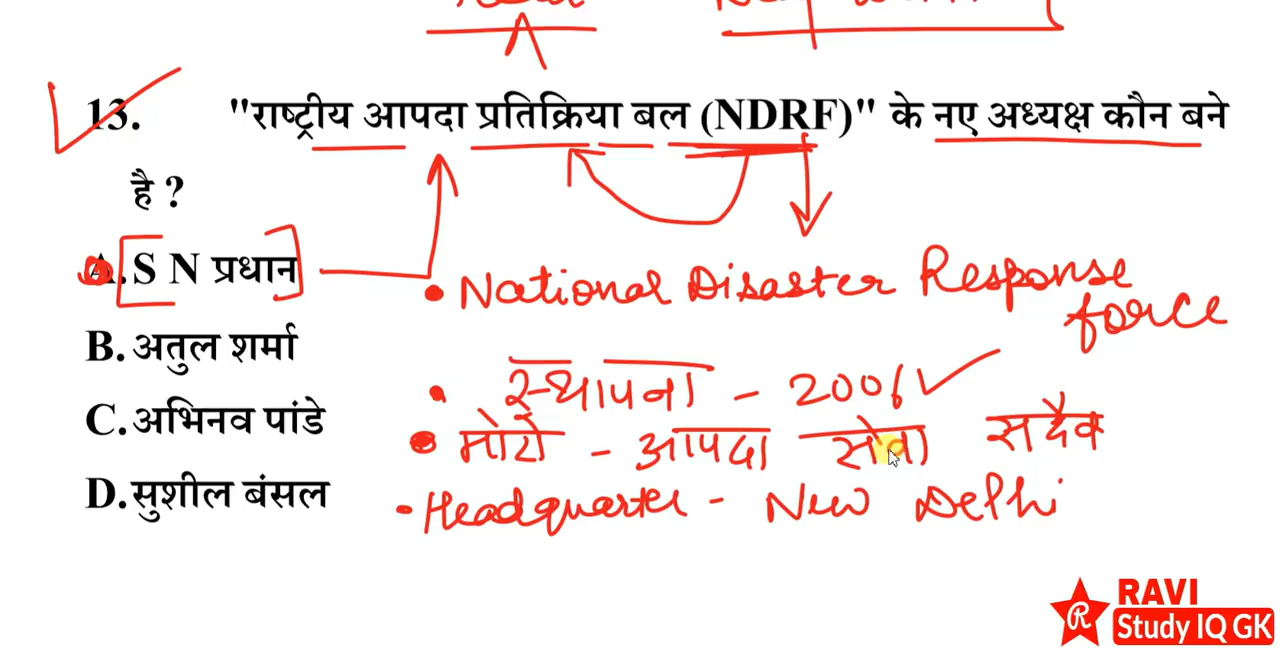 13. "राष्ट्रीय आपदा प्रतिक्रिया बल (NDRF)" के नए अध्यक्ष कौन बने
है ?
A. S N प्रधान
• National Disaster Response
force
B. अतुल शर्मा
• स्थापना - 2006
C. अभिनव पांडे
• मोटो - आपदा सेवा सदैव
D. सुशील बंसल
• Headquarter - New Delhi
R
RAVI
Study IQ GK